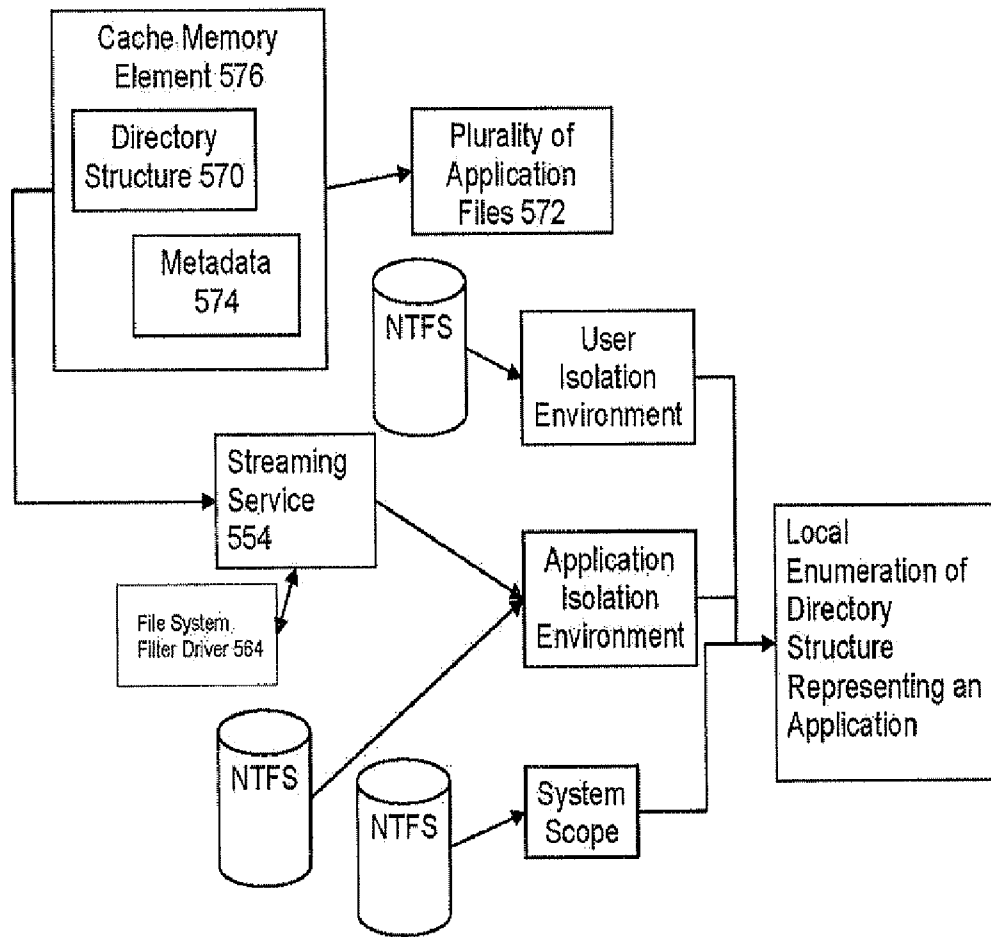 Cache Memory
Element 576
Directory
Structure 570
Metadata
574
Plurality of
Application
Files 572
NTFS
User
Isolation
Environment
Streaming
Service
554
File System
Filter Driver 564
Application
Isolation
Environment
Local
Enumeration of
Directory
Structure
Representing an
Application
NTFS
NTFS
System
Scope